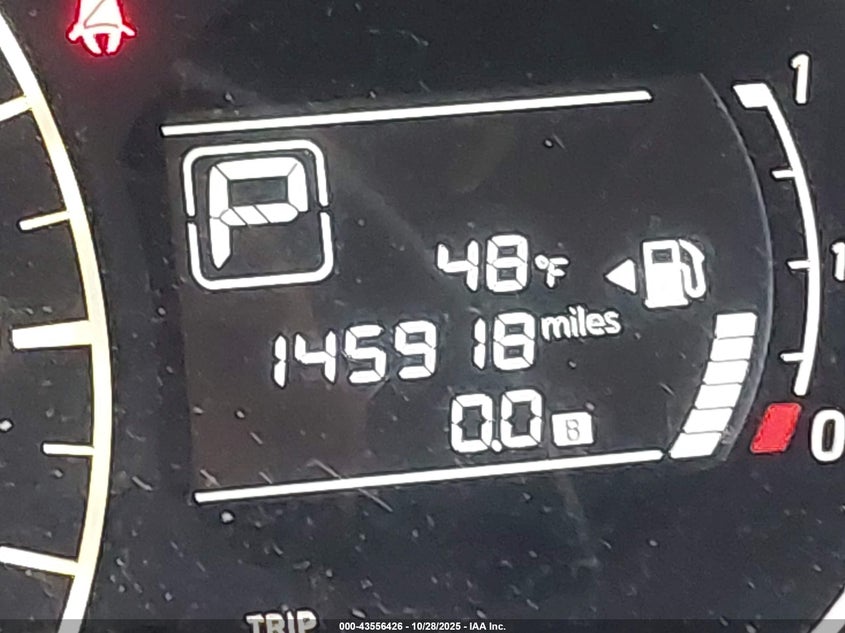 1
P
48°F
1
145918 miles
0.0 B
0
TRIP
000-43556426 - 10/28/2025 - IAA Inc.